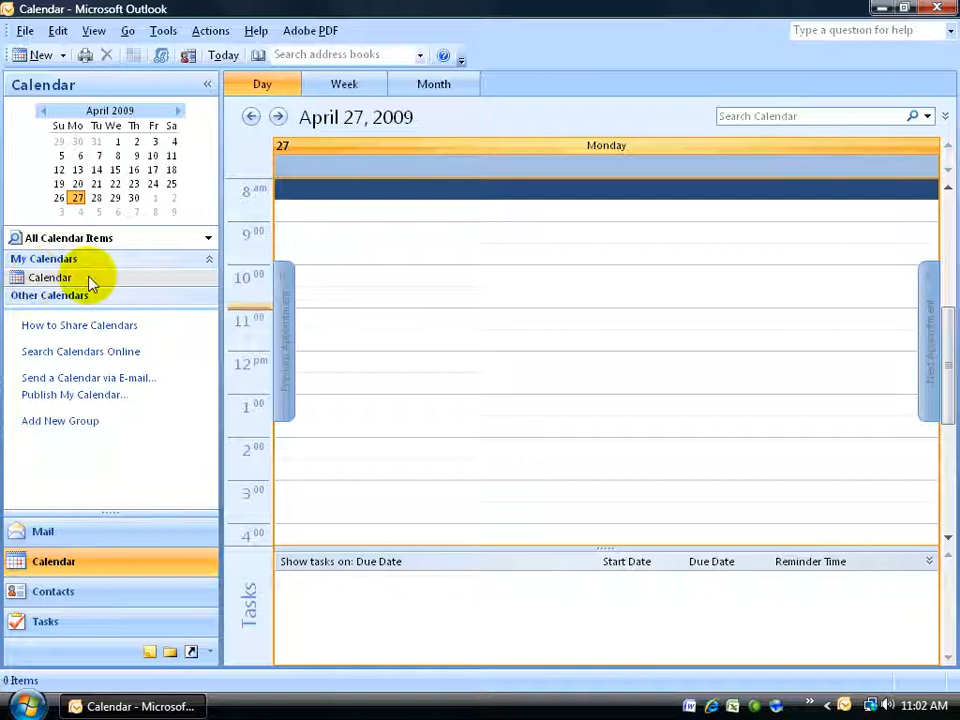 Calendar - Microsoft Outlook
File Edit View Go Tools Actions Help Adobe PDF
Type a question for help
New Today Search address books
Calendar
April 2009
Su Mo Tu We Th Fr Sa
29 30 31 1 2 3 4
5 6 7 8 9 10 11
12 13 14 15 16 17 18
19 20 21 22 23 24 25
26 27 28 29 30 1 2
3 4 5 6 7 8 9
All Calendar Items
My Calendars
Calendar
Other Calendars
How to Share Calendars
Search Calendars Online
Send a Calendar via E-mail...
Publish My Calendar...
Add New Group
Mail
Calendar
Contacts
Tasks
Day Week Month
April 27, 2009
Search Calendar
27 Monday
8 am
9 00
10 00
11 00
12 pm
1 00
2 00
3 00
4 00
Previous Appointment
Next Appointment
Tasks
Show tasks on: Due Date Start Date Due Date Reminder Time
0 Items
Calendar - Microsof...
11:02 AM